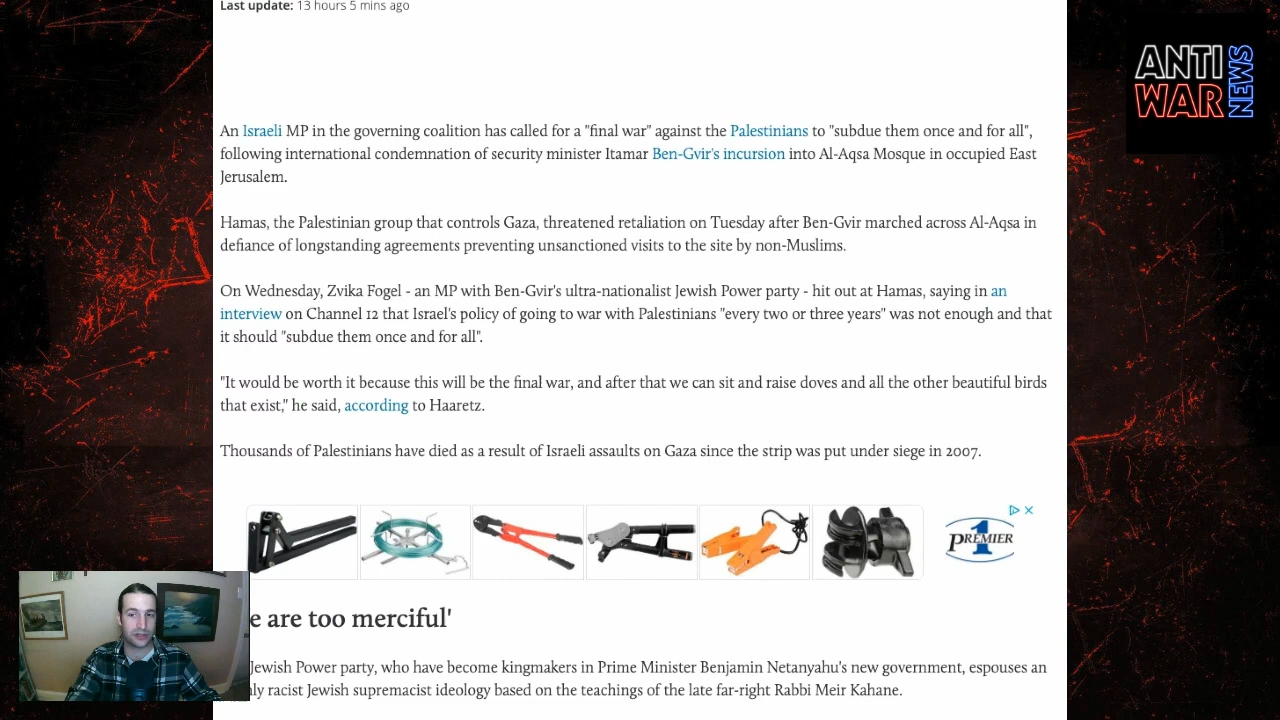 Last update: 13 hours 5 mins ago
ANTI
WAR
NEWS
An Israeli MP in the governing coalition has called for a "final war" against the Palestinians to "subdue them once and for all",
following international condemnation of security minister Itamar Ben-Gvir's incursion into Al-Aqsa Mosque in occupied East
Jerusalem.
Hamas, the Palestinian group that controls Gaza, threatened retaliation on Tuesday after Ben-Gvir marched across Al-Aqsa in
defiance of longstanding agreements preventing unsanctioned visits to the site by non-Muslims.
On Wednesday, Zvika Fogel - an MP with Ben-Gvir's ultra-nationalist Jewish Power party - hit out at Hamas, saying in an
interview on Channel 12 that Israel's policy of going to war with Palestinians "every two or three years" was not enough and that
it should "subdue them once and for all".
"It would be worth it because this will be the final war, and after that we can sit and raise doves and all the other beautiful birds
that exist," he said, according to Haaretz.
Thousands of Palestinians have died as a result of Israeli assaults on Gaza since the strip was put under siege in 2007.
1
PREMIER
e are too merciful'
Jewish Power party, who have become kingmakers in Prime Minister Benjamin Netanyahu's new government, espouses an
racist Jewish supremacist ideology based on the teachings of the late far-right Rabbi Meir Kahane.